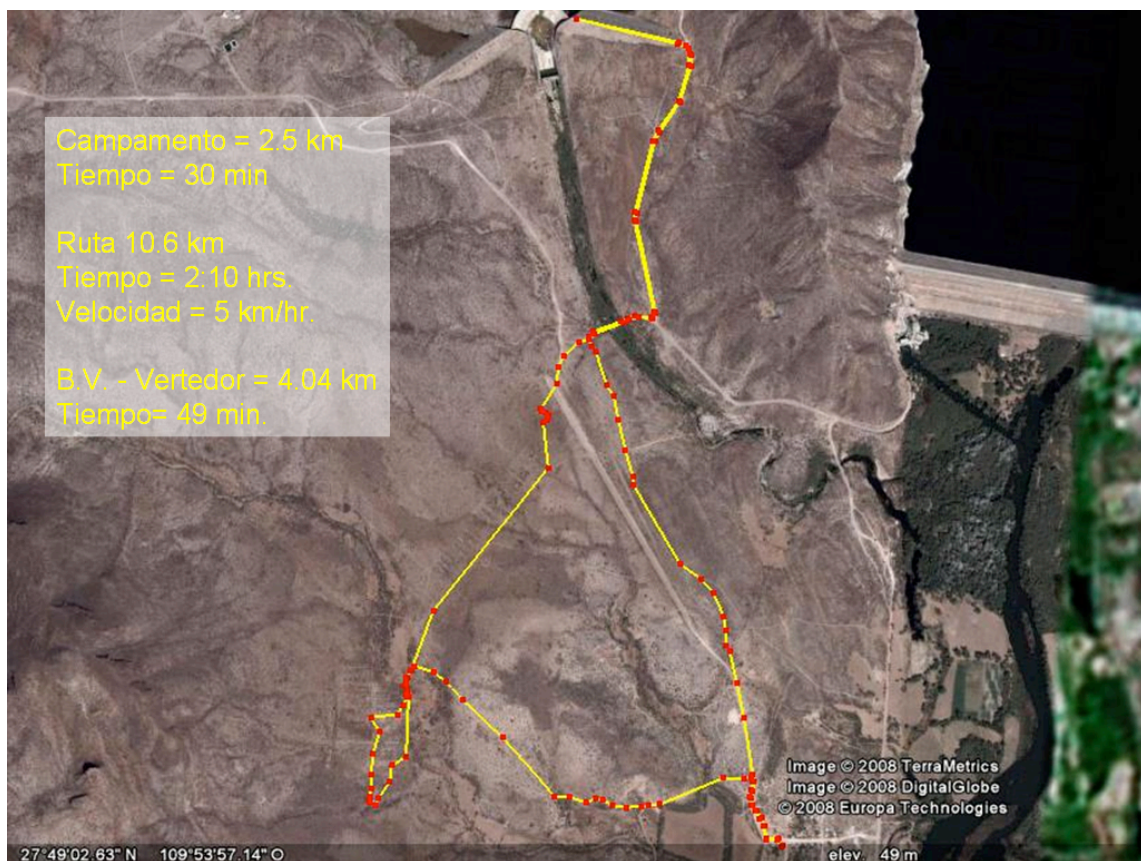 Campamento = 2.5 km
Tiempo = 30 min
Ruta 10.6 km
Tiempo = 2:10 hrs.
Velocidad = 5 km/hr.
B.V. - Vertedor = 4.04 km
Tiempo= 49 min.
Image © 2008 TerraMetrics
Image © 2008 DigitalGlobe
© 2008 Europa Technologies
27°49'02.63" N 109°53'57.14" O elev. 49 m